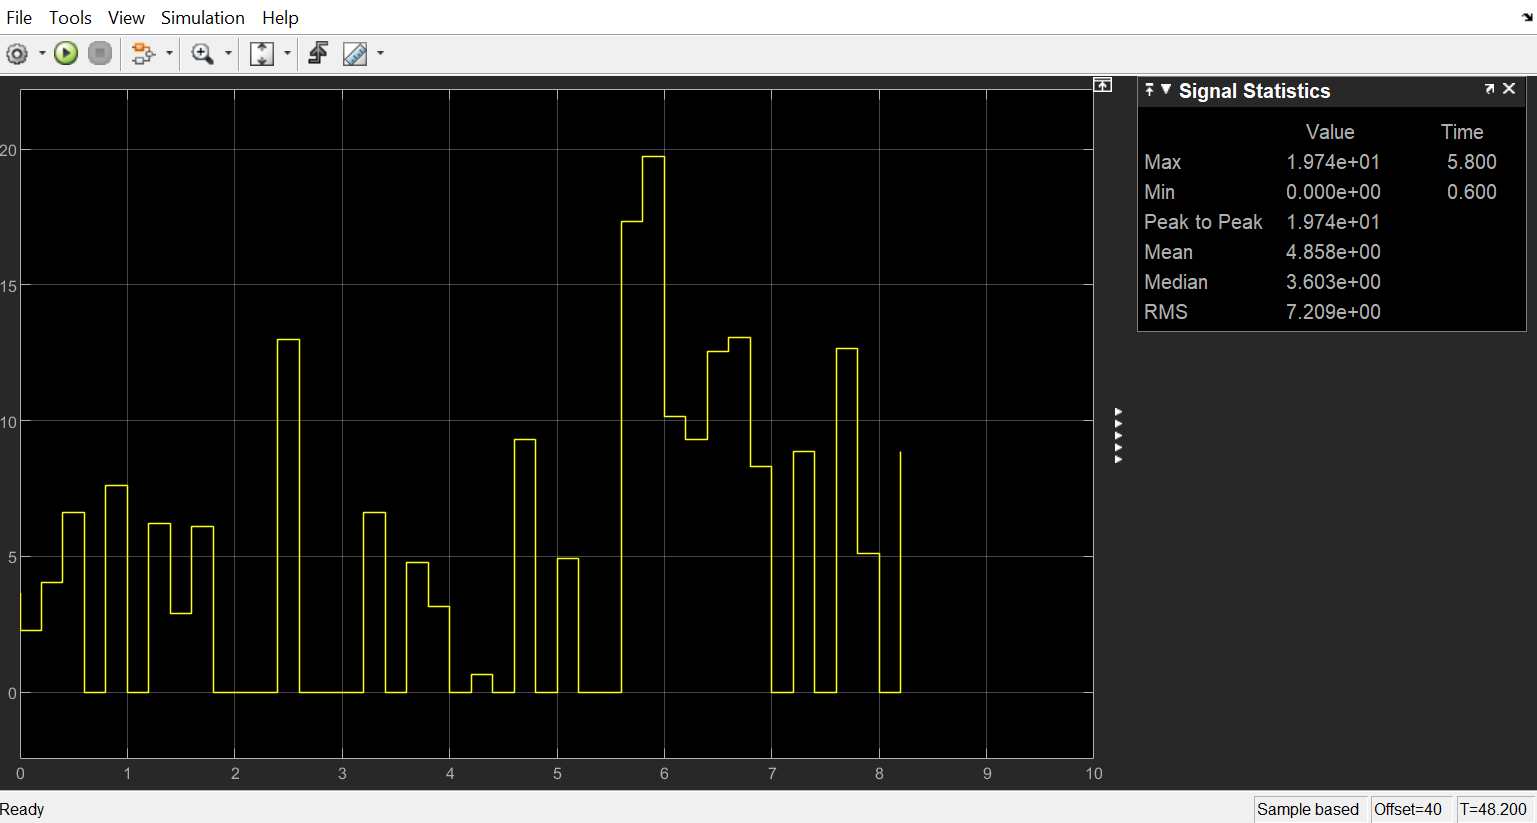 File Tools View Simulation Help
Signal Statistics
Value Time
Max 1.974e+01 5.800
Min 0.000e+00 0.600
Peak to Peak 1.974e+01
Mean 4.858e+00
Median 3.603e+00
RMS 7.209e+00
20
15
10
5
0
0 1 2 3 4 5 6 7 8 9 10
Ready Sample based Offset=40 T=48.200